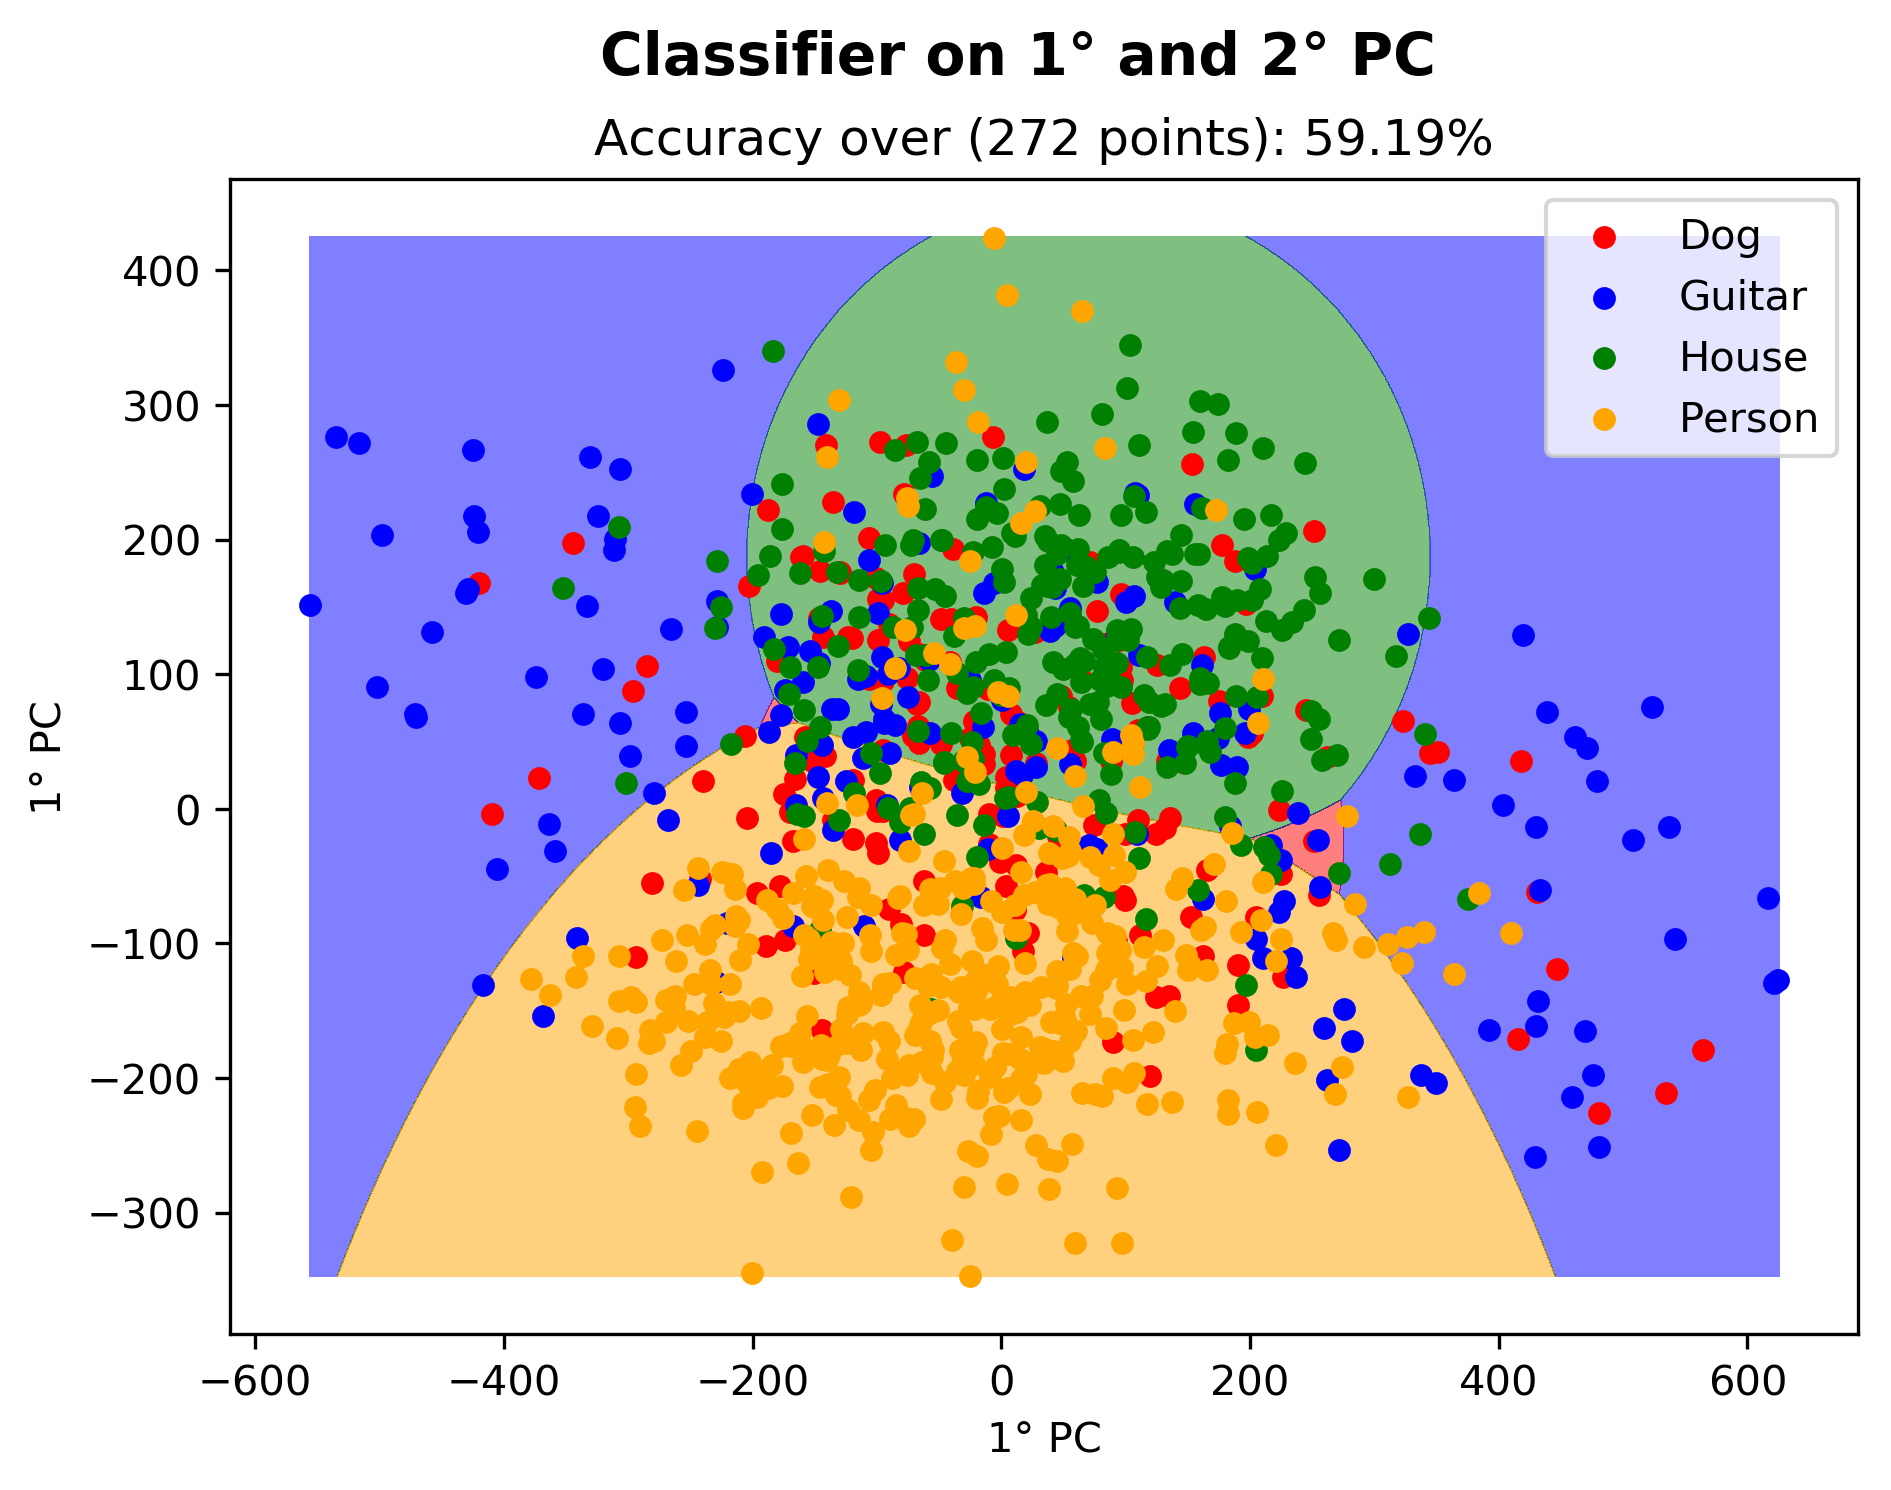 Classifier on 1° and 2° PC
Accuracy over (272 points): 59.19%
Dog
Guitar
House
Person
400
300
200
100
0
−100
−200
−300
1° PC
−600
−400
−200
0
200
400
600
1° PC